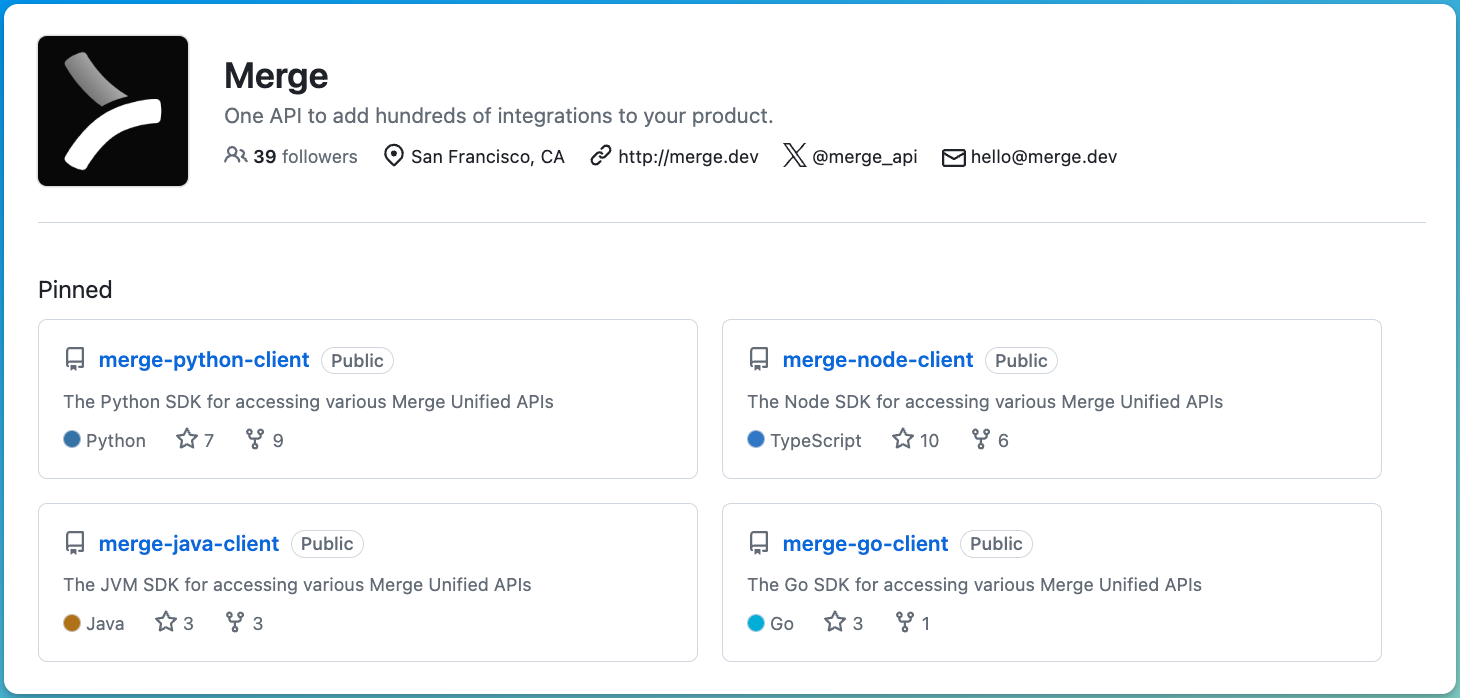 Merge
One API to add hundreds of integrations to your product.
39 followers San Francisco, CA http://merge.dev @merge_api hello@merge.dev
Pinned
merge-python-client Public
The Python SDK for accessing various Merge Unified APIs
Python 7 9
merge-node-client Public
The Node SDK for accessing various Merge Unified APIs
TypeScript 10 6
merge-java-client Public
The JVM SDK for accessing various Merge Unified APIs
Java 3 3
merge-go-client Public
The Go SDK for accessing various Merge Unified APIs
Go 3 1